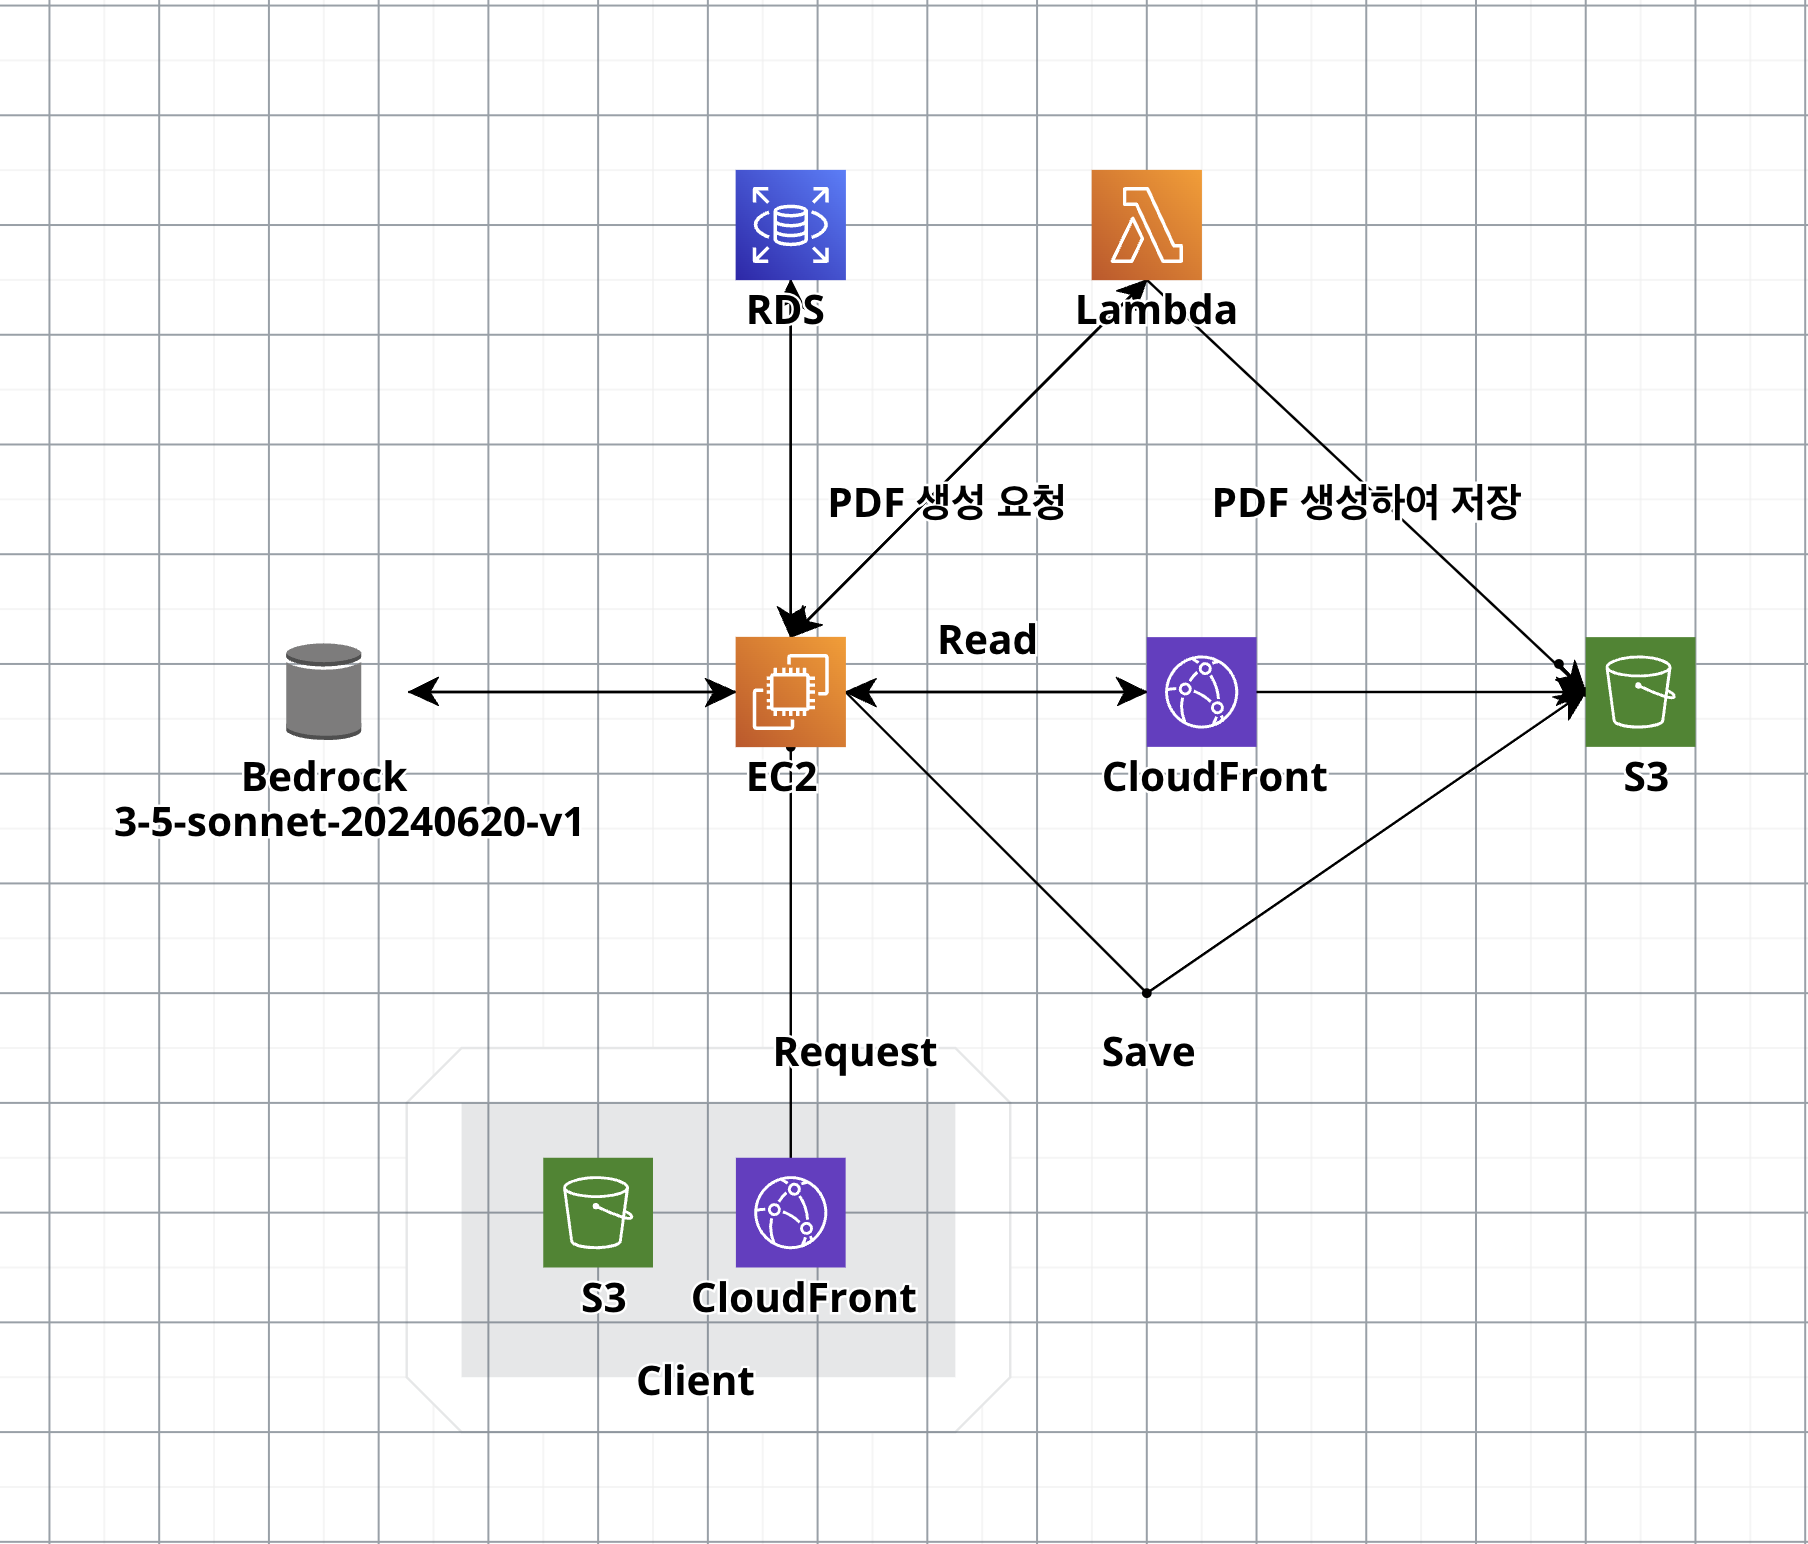 RDS
Lambda
PDF 생성 요청
PDF 생성하여 저장
Read
Bedrock
3-5-sonnet-20240620-v1
EC2
CloudFront
S3
Request
Save
S3
CloudFront
Client